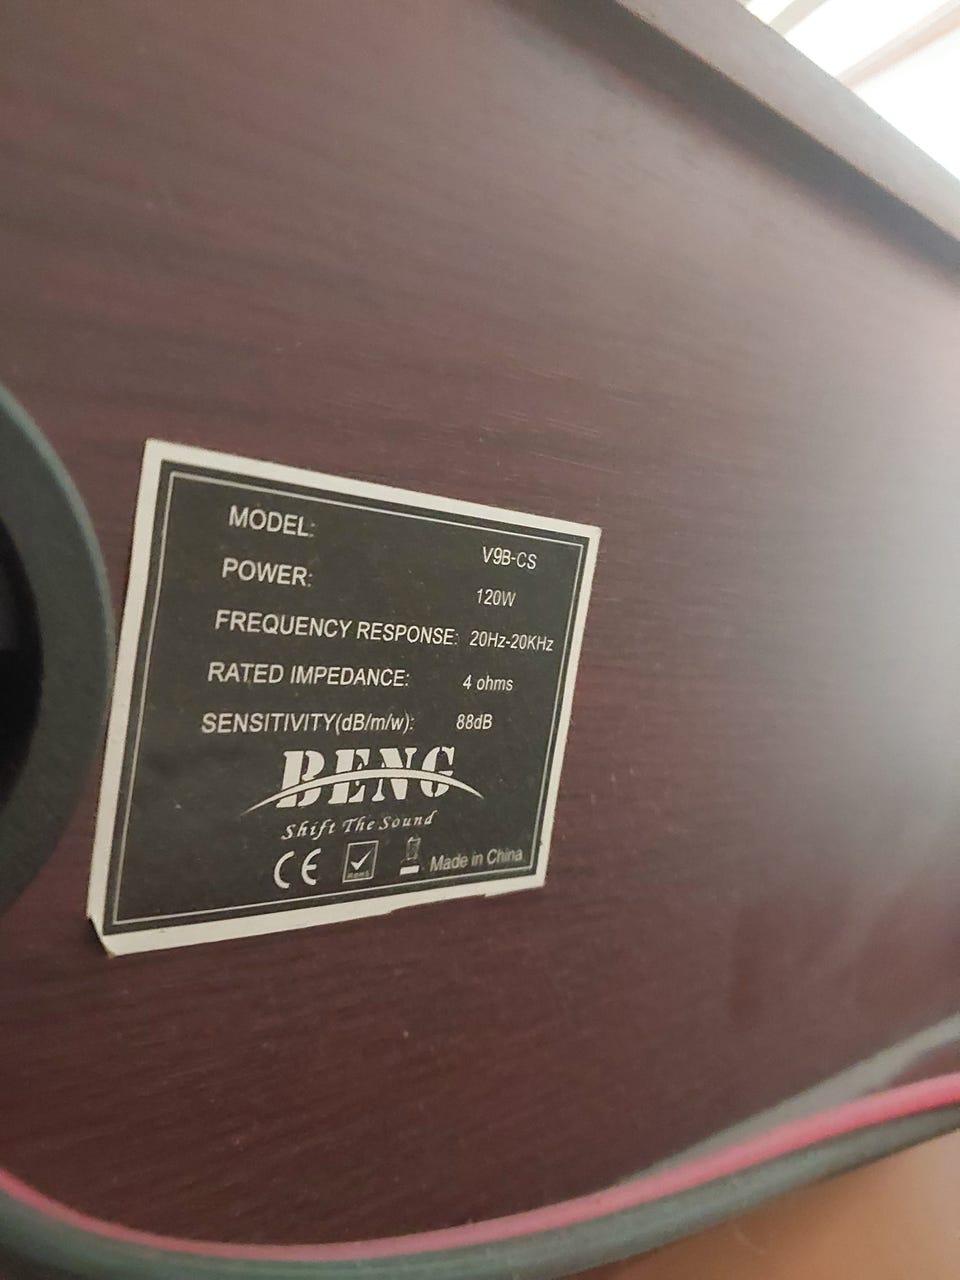 MODEL: V9B-CS
POWER: 120W
FREQUENCY RESPONSE: 20Hz-20KHz
RATED IMPEDANCE: 4 ohms
SENSITIVITY(dB/m/w): 88dB
BENG
Shift The Sound
CE RoHS Made in China